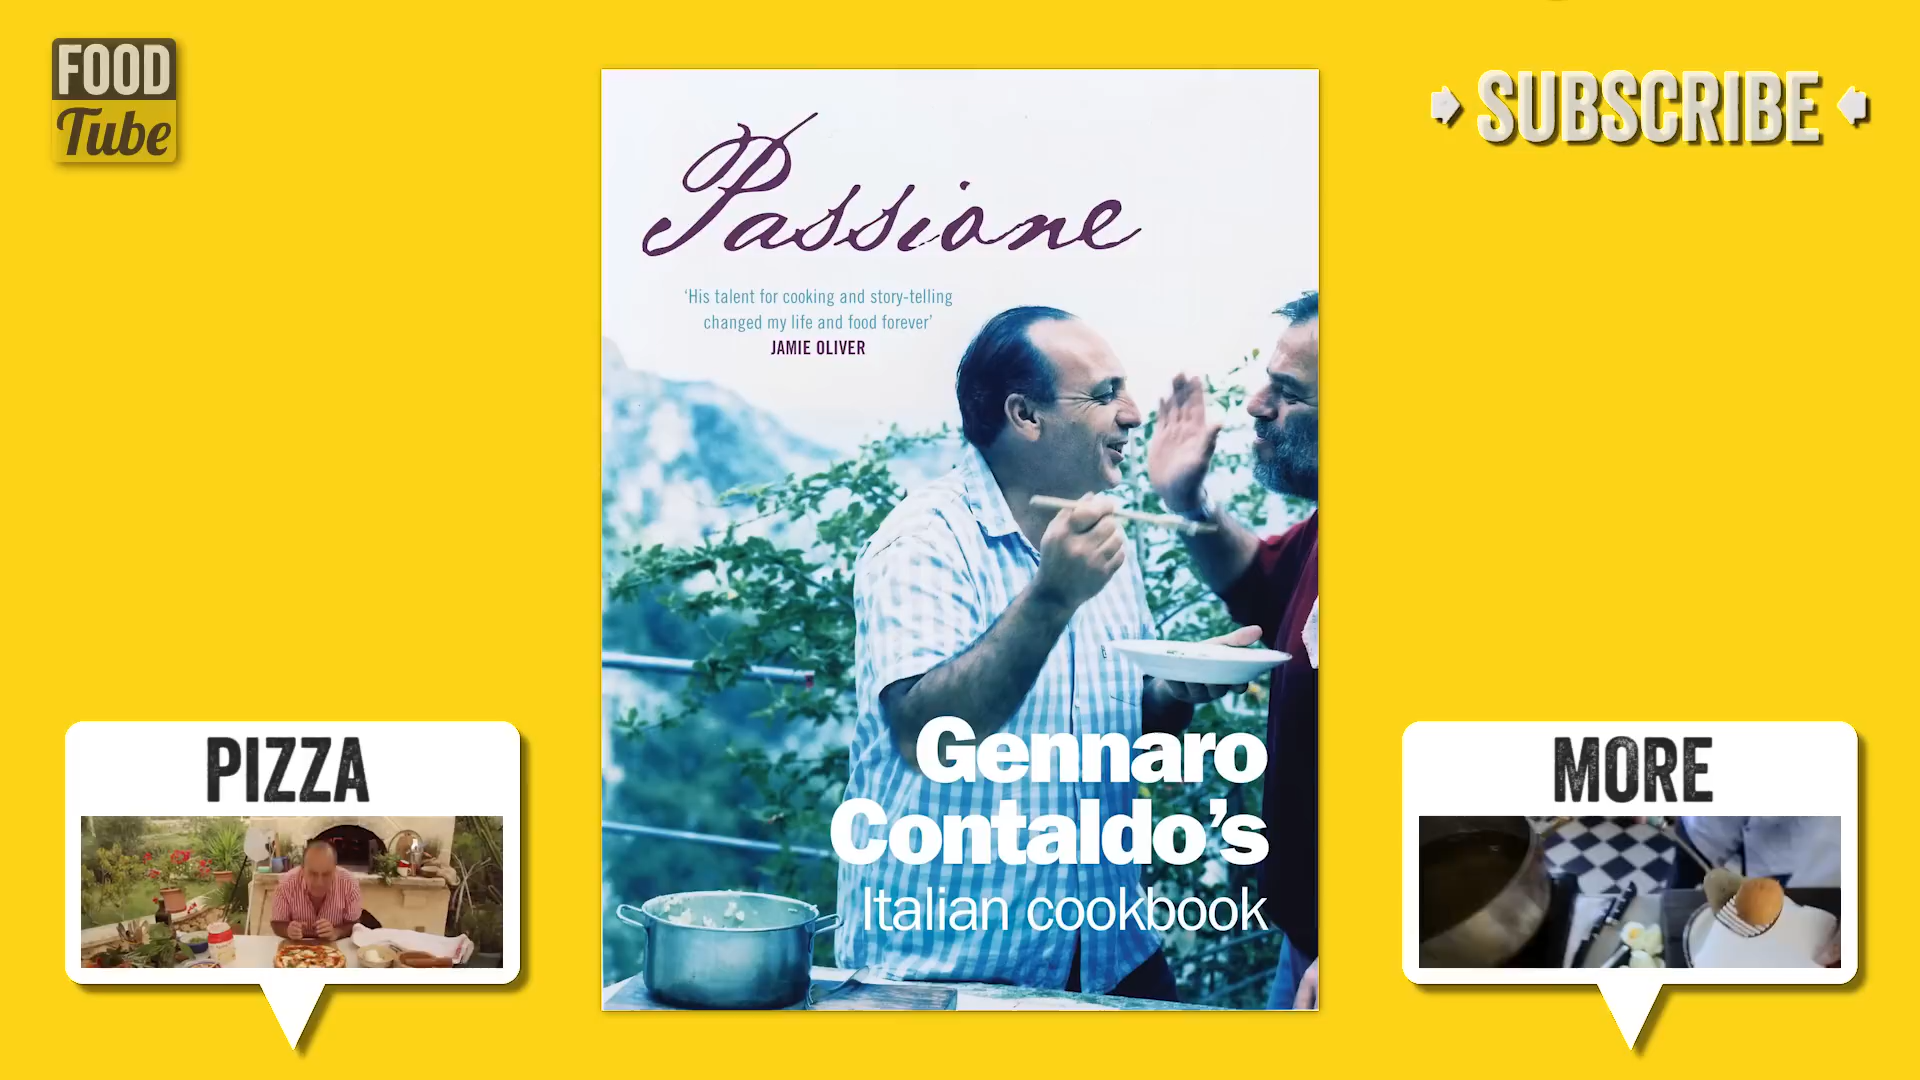 FOOD
Tube
SUBSCRIBE
Passione
‘His talent for cooking and story-telling
changed my life and food forever’
JAMIE OLIVER
Gennaro
Contaldo’s
Italian cookbook
PIZZA
MORE